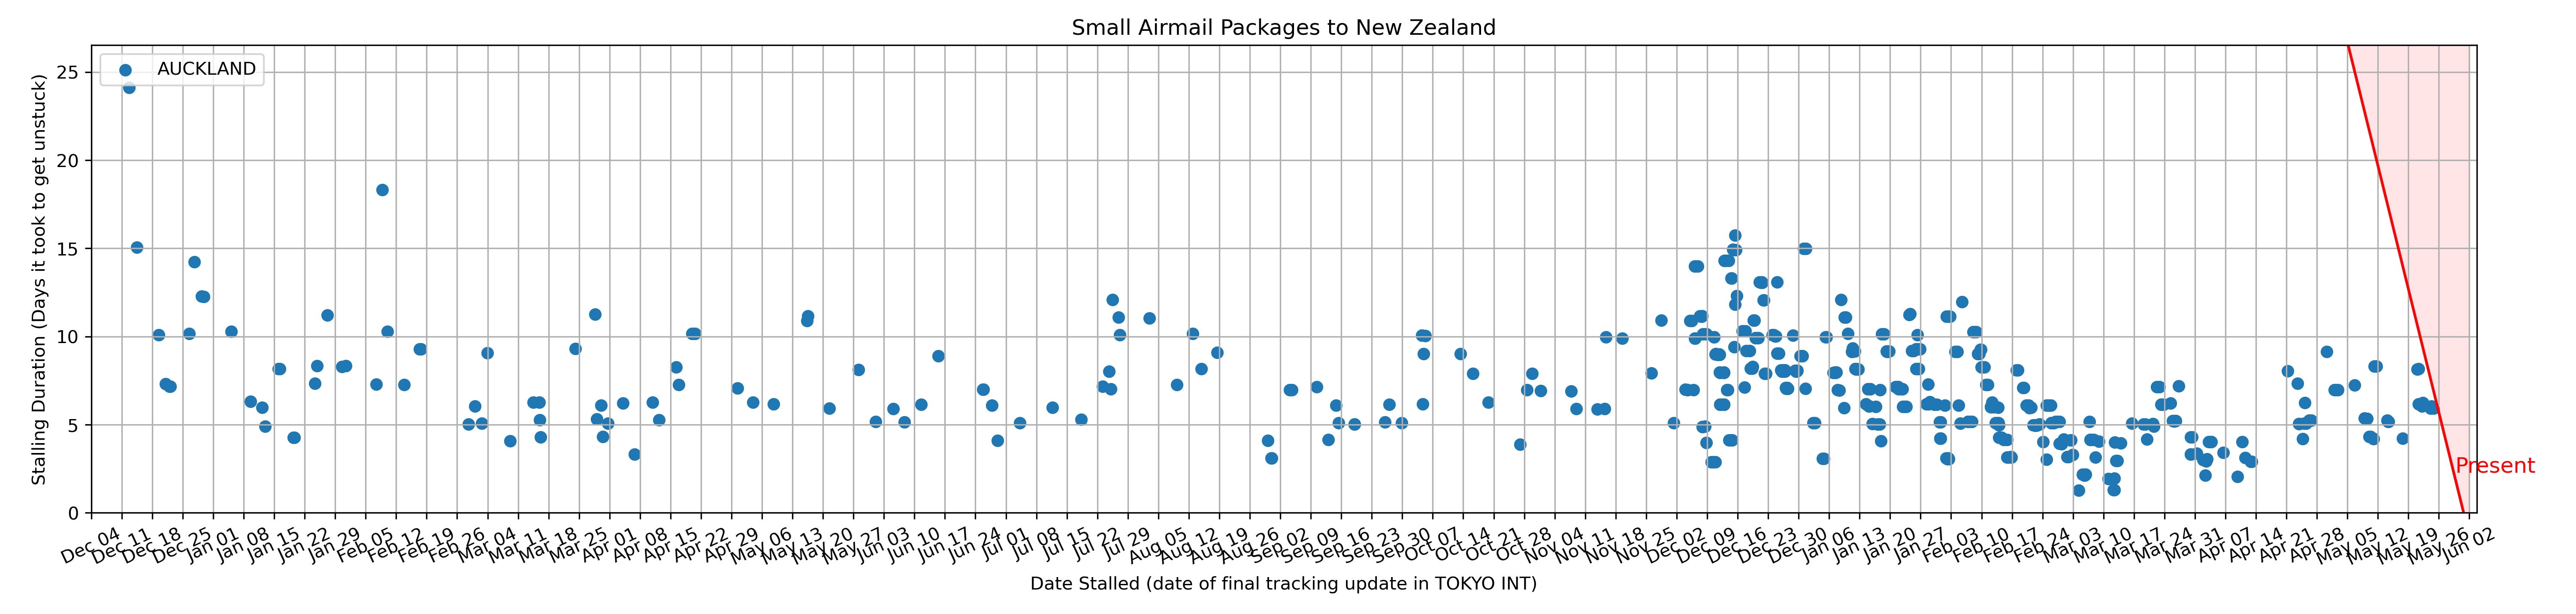 Small Airmail Packages to New Zealand
AUCKLAND
25
20
15
10
5
0
Stalling Duration (Days it took to get unstuck)
Present
Dec 04 Dec 11 Dec 18 Dec 25 Jan 01 Jan 08 Jan 15 Jan 22 Jan 29 Feb 05 Feb 12 Feb 19 Feb 26 Mar 04 Mar 11 Mar 18 Mar 25 Apr 01 Apr 08 Apr 15 Apr 22 Apr 29 May 06 May 13 May 20 May 27 Jun 03 Jun 10 Jun 17 Jun 24 Jul 01 Jul 08 Jul 15 Jul 22 Jul 29 Aug 05 Aug 12 Aug 19 Aug 26 Sep 02 Sep 09 Sep 16 Sep 23 Sep 30 Oct 07 Oct 14 Oct 21 Oct 28 Nov 04 Nov 11 Nov 18 Nov 25 Dec 02 Dec 09 Dec 16 Dec 23 Dec 30 Jan 06 Jan 13 Jan 20 Jan 27 Feb 03 Feb 10 Feb 17 Feb 24 Mar 03 Mar 10 Mar 17 Mar 24 Mar 31 Apr 07 Apr 14 Apr 21 Apr 28 May 05 May 12 May 19 May 26 Jun 02
Date Stalled (date of final tracking update in TOKYO INT)